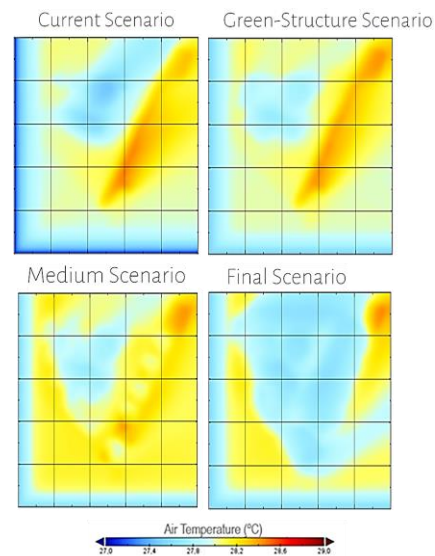 Current Scenario
Green-Structure Scenario
Medium Scenario
Final Scenario
Air Temperature (ºC)
27,0 27,4 27,8 28,2 28,6 29,0